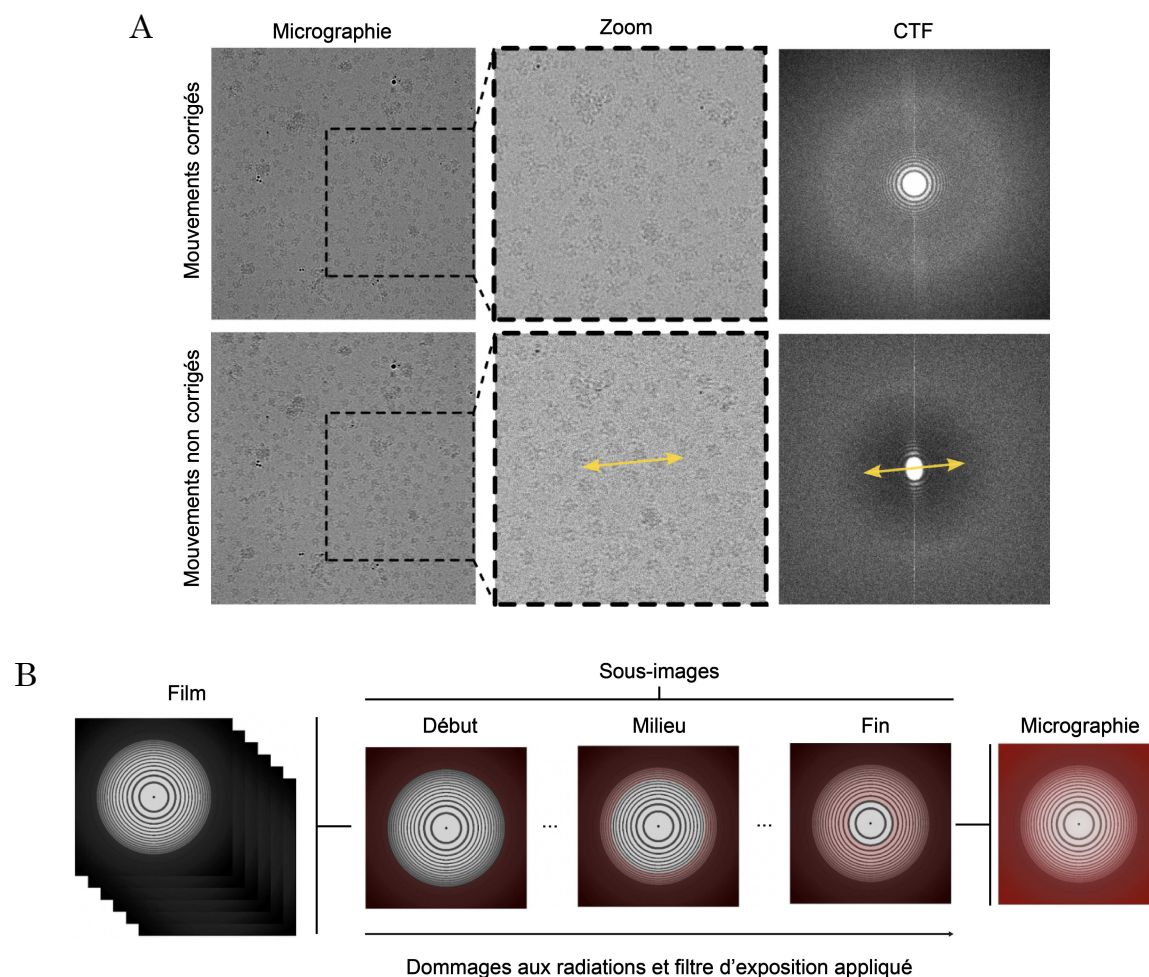 A
Micrographie
Zoom
CTF
Mouvements corrigés
Mouvements non corrigés
B
Sous-images
Film
Début
Milieu
Fin
Micrographie
...
...
Dommages aux radiations et filtre d'exposition appliqué